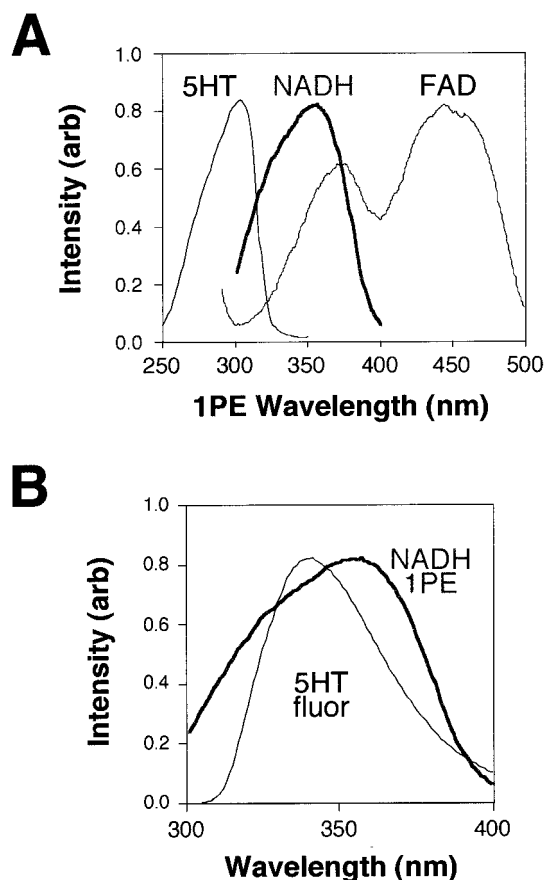 A
1.0
5HT NADH FAD
0.8
0.6
0.4
0.2
0.0
Intensity (arb)
250 300 350 400 450 500
1PE Wavelength (nm)
B
1.0
0.8
NADH
1PE
0.6
0.4
5HT
fluor
0.2
0.0
Intensity (arb)
300 350 400
Wavelength (nm)